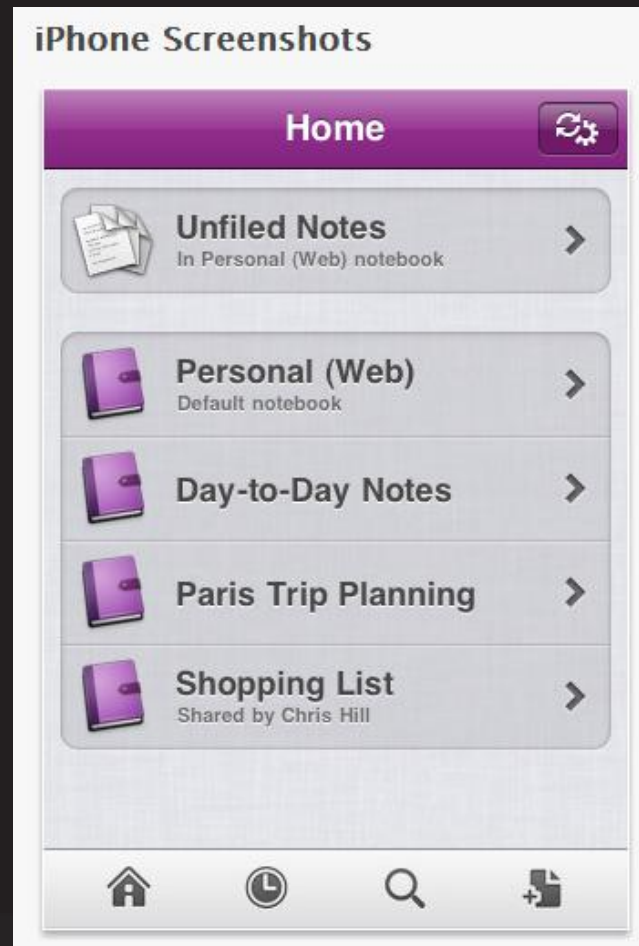 iPhone Screenshots
Home
Unfiled Notes
In Personal (Web) notebook
Personal (Web)
Default notebook
Day-to-Day Notes
Paris Trip Planning
Shopping List
Shared by Chris Hill